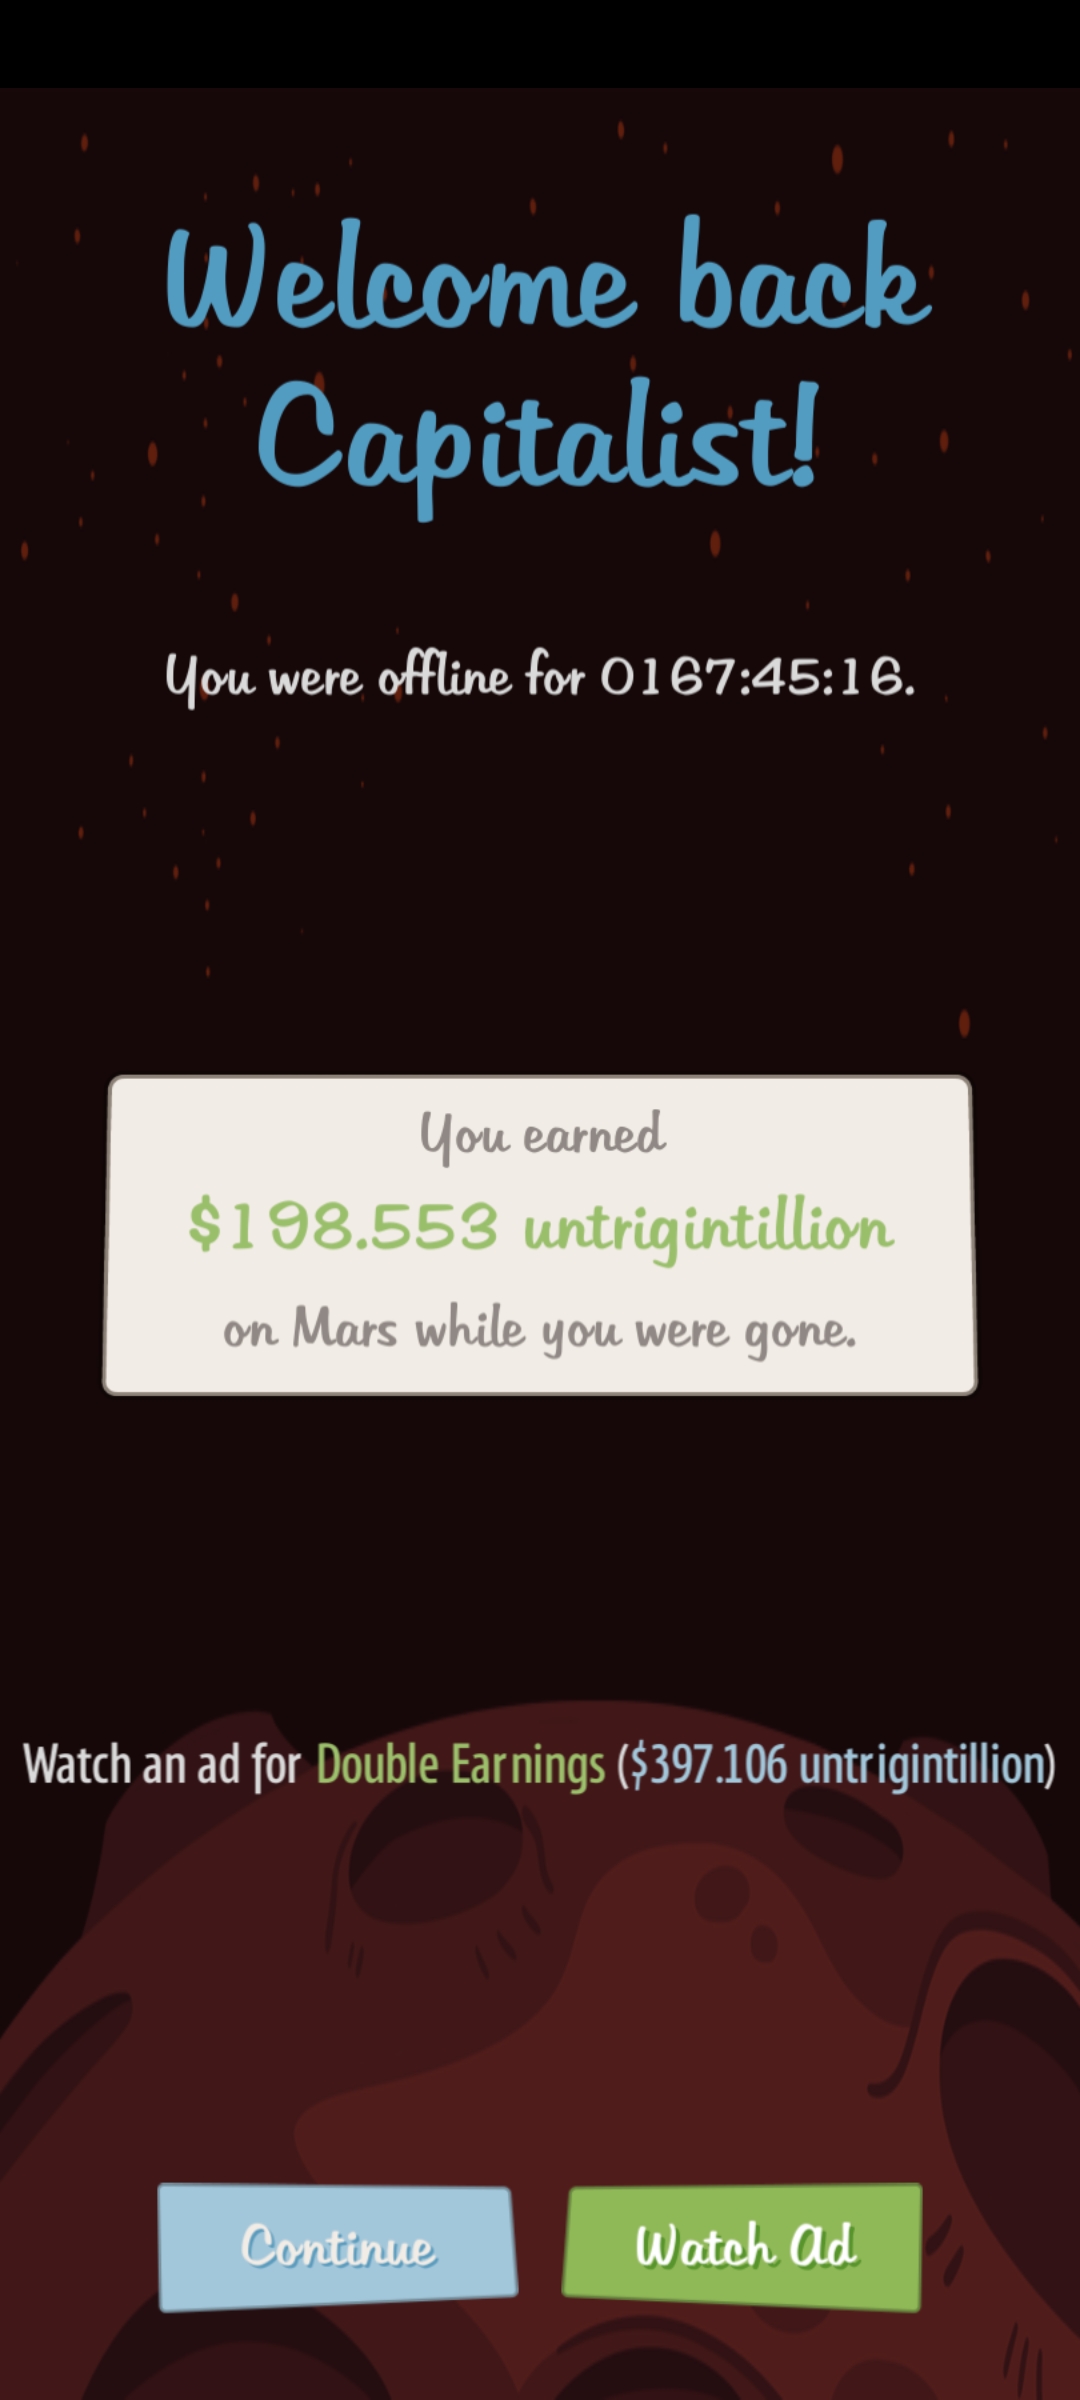 Welcome back
Capitalist!
You were offline for 0167:45:16.
You earned
$198.553 untrigintillion
on Mars while you were gone.
Watch an ad for Double Earnings ($397.106 untrigintillion)
Continue
Watch Ad